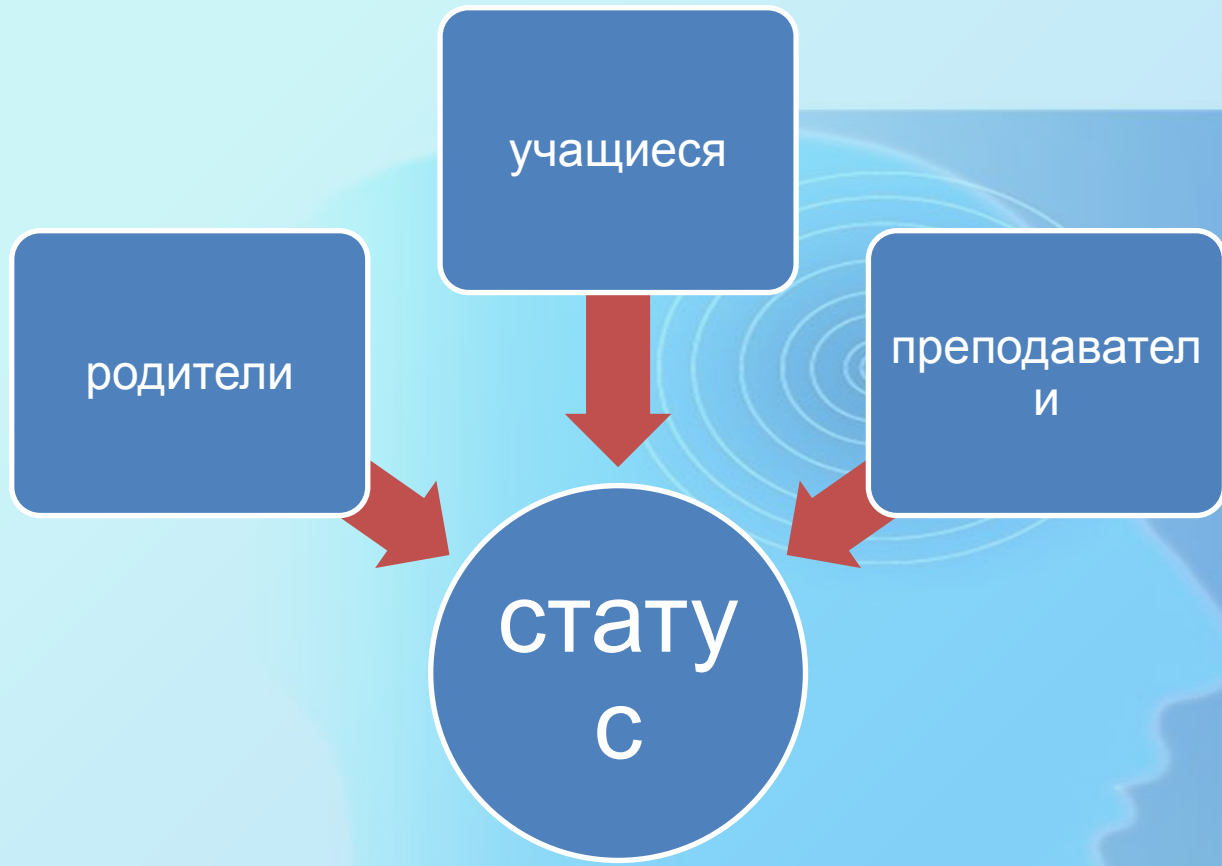 учащиеся
родители
преподавател
и
стату
с